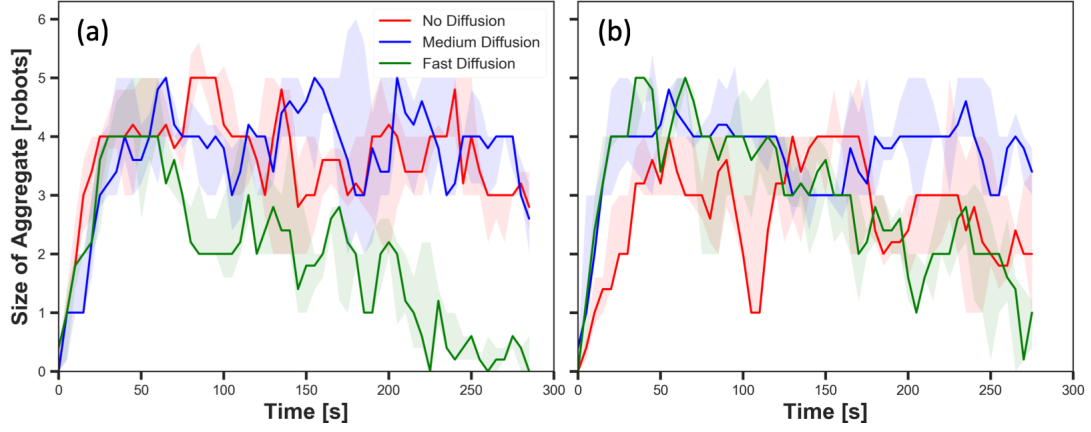 Size of Aggregate [robots]
6
5
4
3
2
1
0
(a)
No Diffusion
Medium Diffusion
Fast Diffusion
0
50
100
150
200
250
300
Time [s]
(b)
0
50
100
150
200
250
300
Time [s]